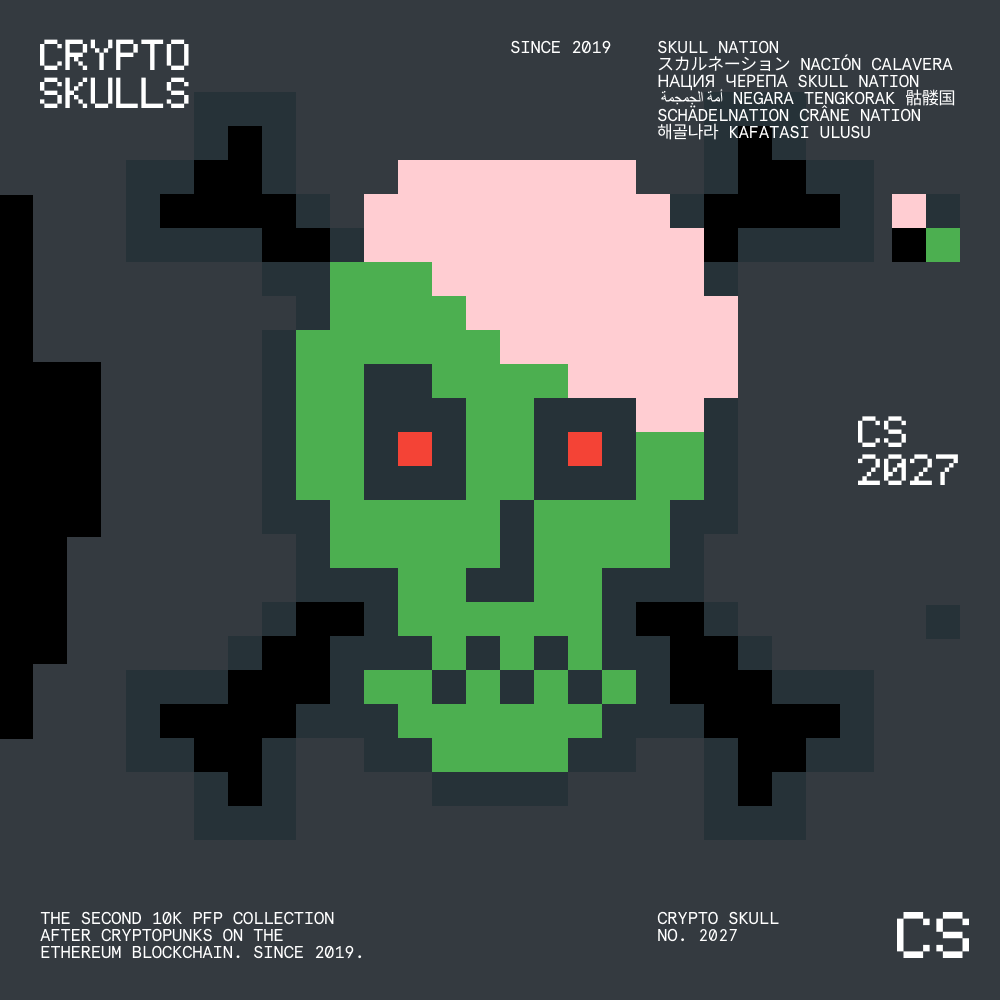 CRYPTO
SKULLS
SINCE 2019
SKULL NATION
スカルネーション NACIÓN CALAVERA
НАЦИЯ ЧЕРЕПА SKULL NATION
أمة الجمجمة NEGARA TENGKORAK 骷髅国
SCHÄDELNATION CRÂNE NATION
해골나라 KAFATASI ULUSU
CS
2027
THE SECOND 10K PFP COLLECTION
AFTER CRYPTOPUNKS ON THE
ETHEREUM BLOCKCHAIN. SINCE 2019.
CRYPTO SKULL
NO. 2027
CS